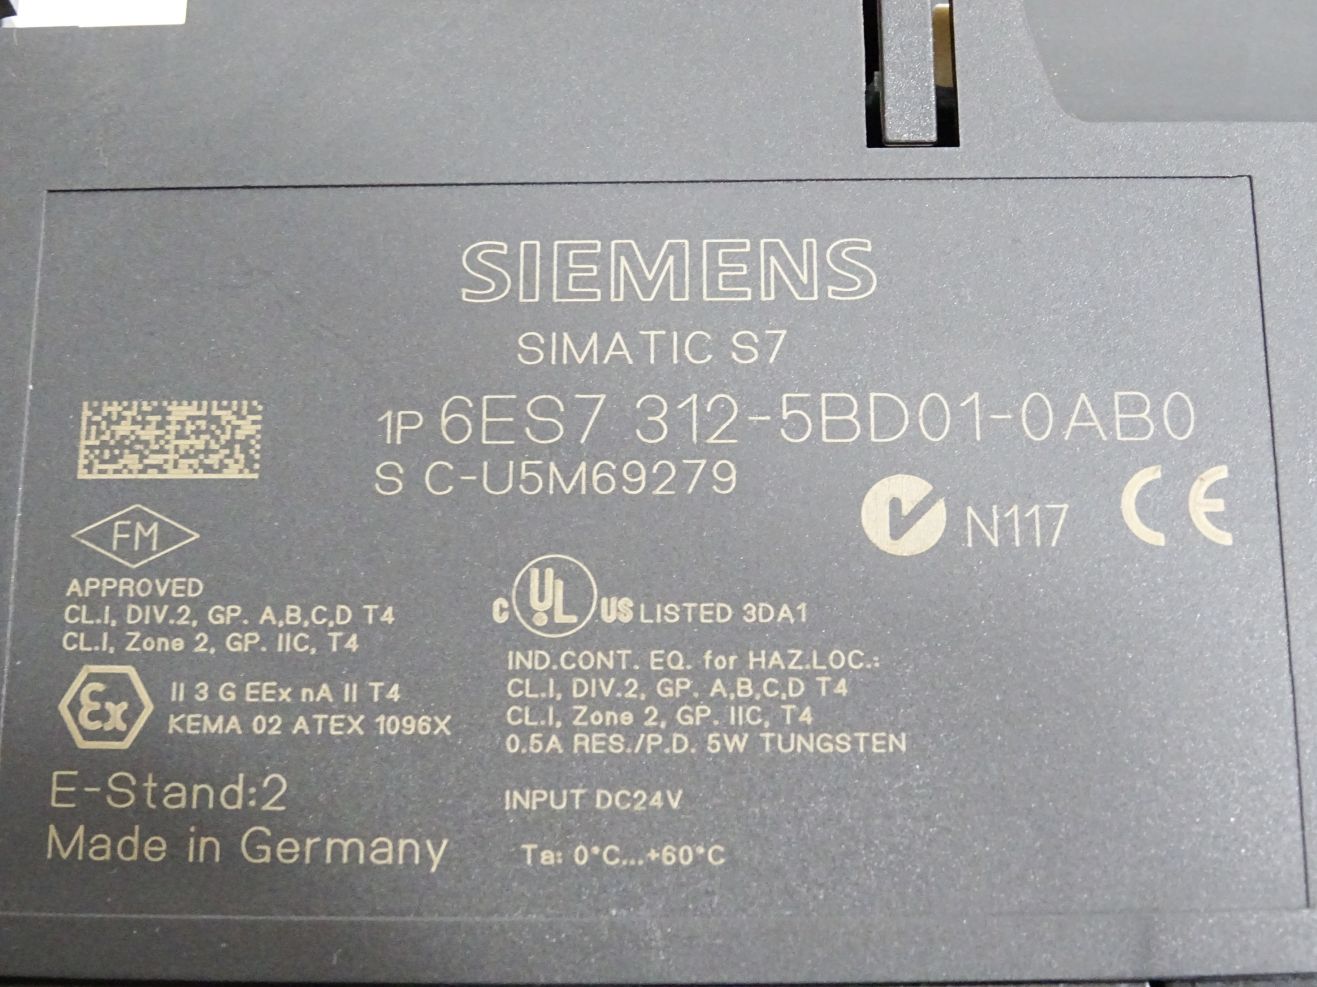 SIEMENS
SIMATIC S7
1P 6ES7 312-5BD01-0AB0
S C-U5M69279
N117 CE
FM
APPROVED
CL.I, DIV.2, GP. A,B,C,D T4
CL.I, Zone 2, GP. IIC, T4
Ex II 3 G EEx nA II T4
KEMA 02 ATEX 1096X
E-Stand:2
Made in Germany
C UL US LISTED 3DA1
IND.CONT. EQ. for HAZ.LOC.:
CL.I, DIV.2, GP. A,B,C,D T4
CL.I, Zone 2, GP. IIC, T4
0.5A RES./P.D. 5W TUNGSTEN
INPUT DC24V
Ta: 0°C...+60°C